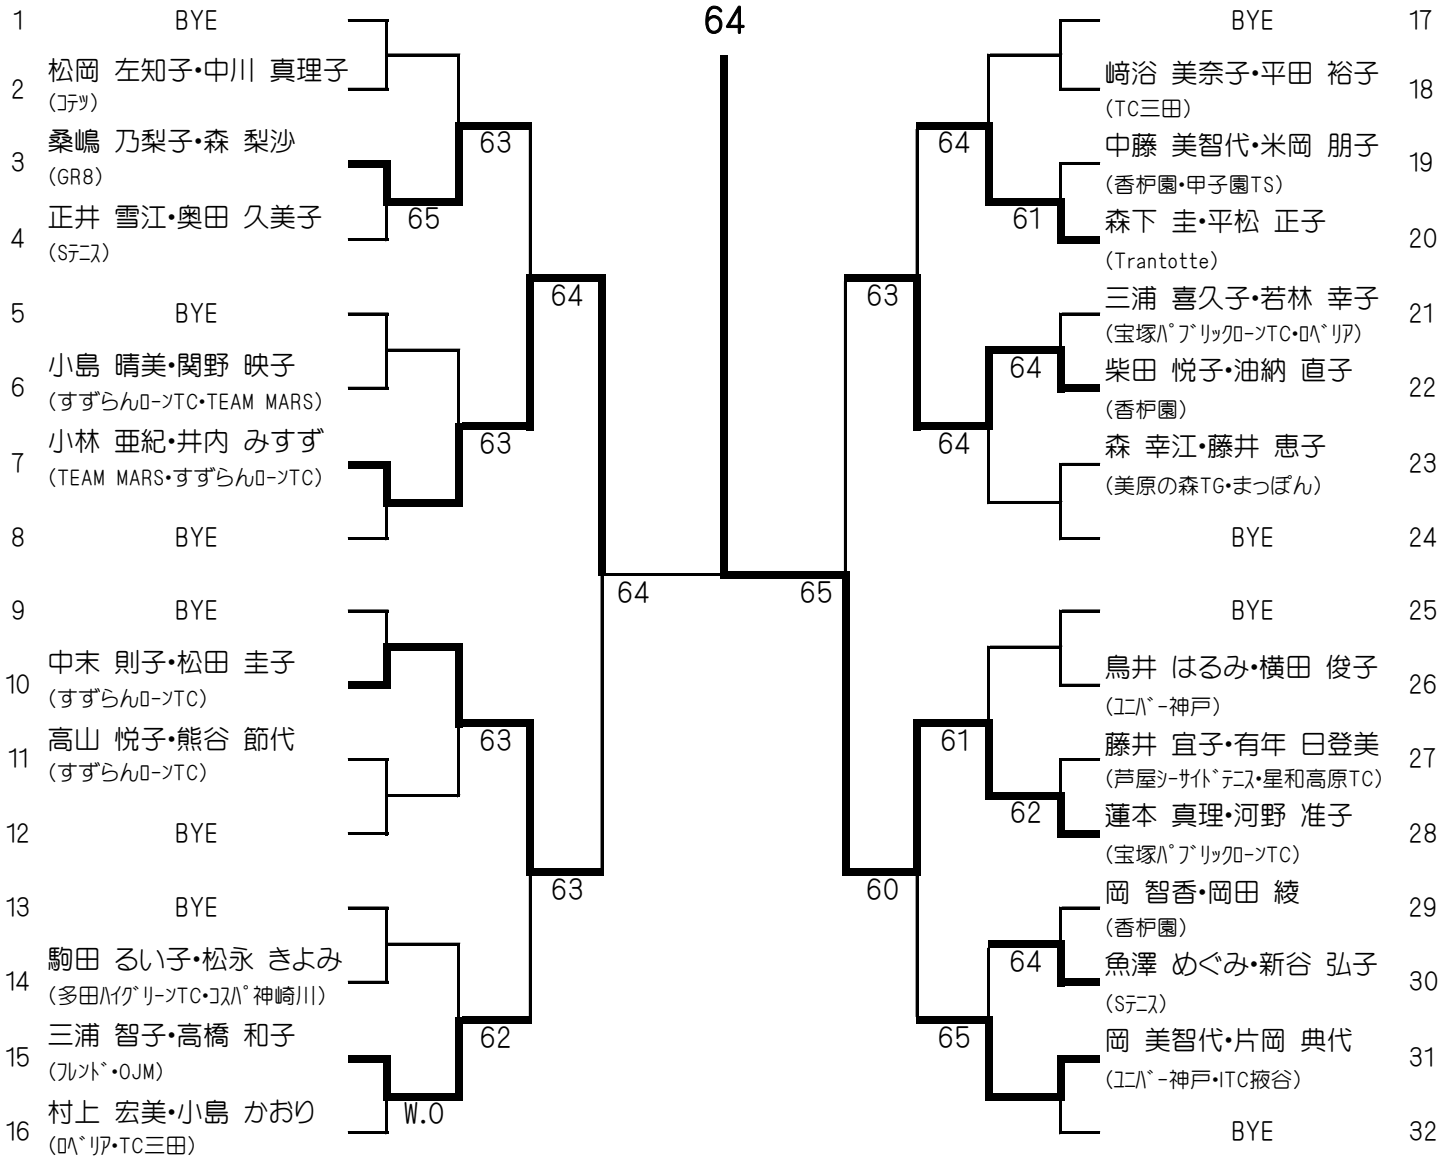 64
1 BYE
2 松岡 左知子・中川 真理子
(コテツ)
3 桑嶋 乃梨子・森 梨沙
(GR8)
4 正井 雪江・奥田 久美子
(Sテニス)
5 BYE
6 小島 晴美・関野 映子
(すずらんローンTC・TEAM MARS)
7 小林 亜紀・井内 みすず
(TEAM MARS・すずらんローンTC)
8 BYE
9 BYE
10 中末 則子・松田 圭子
(すずらんローンTC)
11 高山 悦子・熊谷 節代
(すずらんローンTC)
12 BYE
13 BYE
14 駒田 るい子・松永 きよみ
(多田ハイグリーンTC・コスパ神崎川)
15 三浦 智子・高橋 和子
(フレンド・OJM)
16 村上 宏美・小島 かおり
(ロベリア・TC三田)
63
65
64
63
64
63
63
62
W.O
BYE 17
﨑浴 美奈子・平田 裕子 18
(TC三田)
中藤 美智代・米岡 朋子 19
(香枦園・甲子園TS)
森下 圭・平松 正子 20
(Trantotte)
三浦 喜久子・若林 幸子 21
(宝塚パブリックローンTC・ロベリア)
柴田 悦子・油納 直子 22
(香枦園)
森 幸江・藤井 恵子 23
(美原の森TG・まっぽん)
BYE 24
BYE 25
鳥井 はるみ・横田 俊子 26
(ユニバー神戸)
藤井 宜子・有年 日登美 27
(芦屋シーサイドテニス・星和高原TC)
蓮本 真理・河野 准子 28
(宝塚パブリックローンTC)
岡 智香・岡田 綾 29
(香枦園)
魚澤 めぐみ・新谷 弘子 30
(Sテニス)
岡 美智代・片岡 典代 31
(ユニバー神戸・ITC掖谷)
BYE 32
64
61
63
64
64
65
61
62
60
64
65